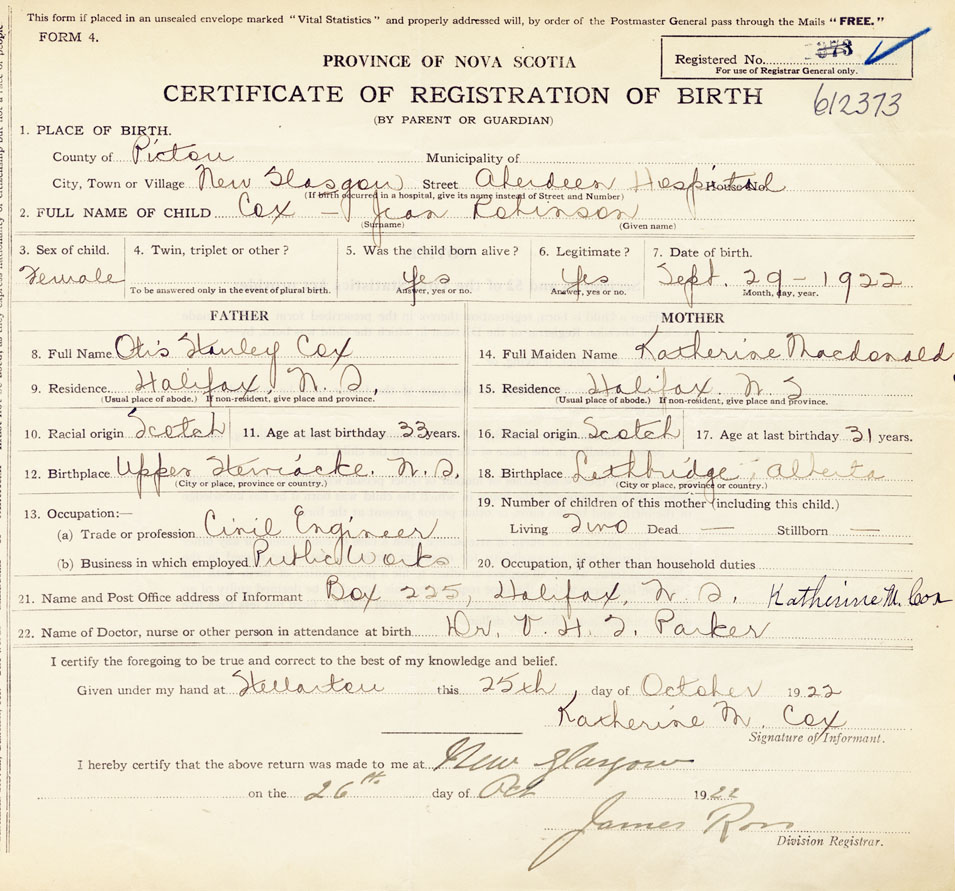 This form if placed in an unsealed envelope marked "Vital Statistics" and properly addressed will, by order of the Postmaster General pass through the Mails "FREE."
FORM 4.
Registered No.
For use of Registrar General only.
PROVINCE OF NOVA SCOTIA
CERTIFICATE OF REGISTRATION OF BIRTH
612373
(BY PARENT OR GUARDIAN)
1. PLACE OF BIRTH.
County of Pictou Municipality of
City, Town or Village New Glasgow Street Aberdeen Hospital House No.
(If birth occurred in a hospital, give its name instead of Street and Number)
2. FULL NAME OF CHILD Cox - Jean Robinson
(Surname) (Given name)
3. Sex of child. 4. Twin, triplet or other? 5. Was the child born alive? 6. Legitimate? 7. Date of birth.
Female Yes Yes Sept. 29 - 1922
To be answered only in the event of plural birth. Answer, yes or no. Answer, yes or no. Month, day, year.
FATHER MOTHER
8. Full Name Otis Stanley Cox 14. Full Maiden Name Katherine Macdonald
9. Residence Halifax. N. S. 15. Residence Halifax. N. S
(Usual place of abode.) If non-resident, give place and province. (Usual place of abode.) If non-resident, give place and province.
10. Racial origin Scotch 11. Age at last birthday 33 years. 16. Racial origin Scotch 17. Age at last birthday 31 years.
12. Birthplace Upper Stewiacke. N. S. 18. Birthplace Lethbridge, Alberta
(City or place, province or country.) (City or place, province or country.)
13. Occupation:— 19. Number of children of this mother (including this child.)
(a) Trade or profession Civil Engineer Living Two Dead — Stillborn —
(b) Business in which employed Public Works 20. Occupation, if other than household duties
21. Name and Post Office address of Informant Box 225, Halifax, N. S. Katherine M. Cox
22. Name of Doctor, nurse or other person in attendance at birth Dr. V. H. T. Parker
I certify the foregoing to be true and correct to the best of my knowledge and belief.
Given under my hand at Stellarton this 25th day of October 1922
Katherine M. Cox
Signature of Informant.
I hereby certify that the above return was made to me at New Glasgow
on the 26th day of Oct 1922
James Ross
Division Registrar.